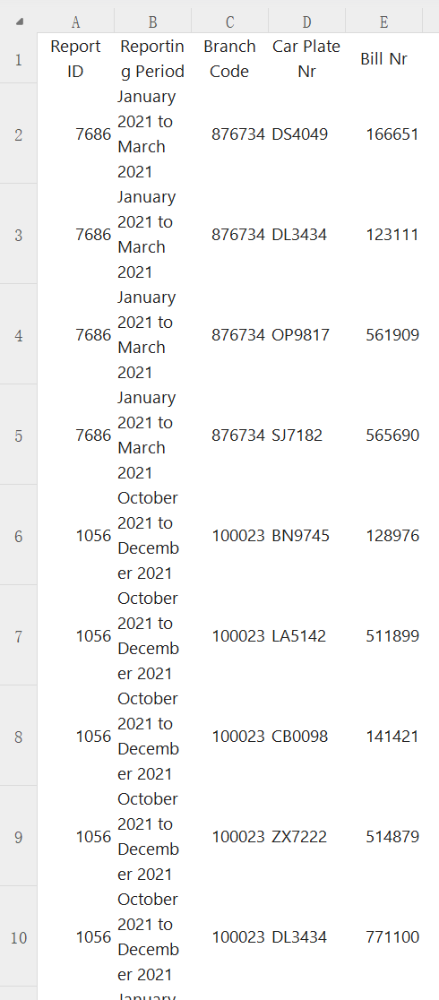 A B C D E
1 Report ID Reporting Period Branch Code Car Plate Nr Bill Nr
2 7686 January 2021 to March 2021 876734 DS4049 166651
3 7686 January 2021 to March 2021 876734 DL3434 123111
4 7686 January 2021 to March 2021 876734 OP9817 561909
5 7686 January 2021 to March 2021 876734 SJ7182 565690
6 1056 October 2021 to December 2021 100023 BN9745 128976
7 1056 October 2021 to December 2021 100023 LA5142 511899
8 1056 October 2021 to December 2021 100023 CB0098 141421
9 1056 October 2021 to December 2021 100023 ZX7222 514879
10 1056 October 2021 to December 2021 100023 DL3434 771100
January